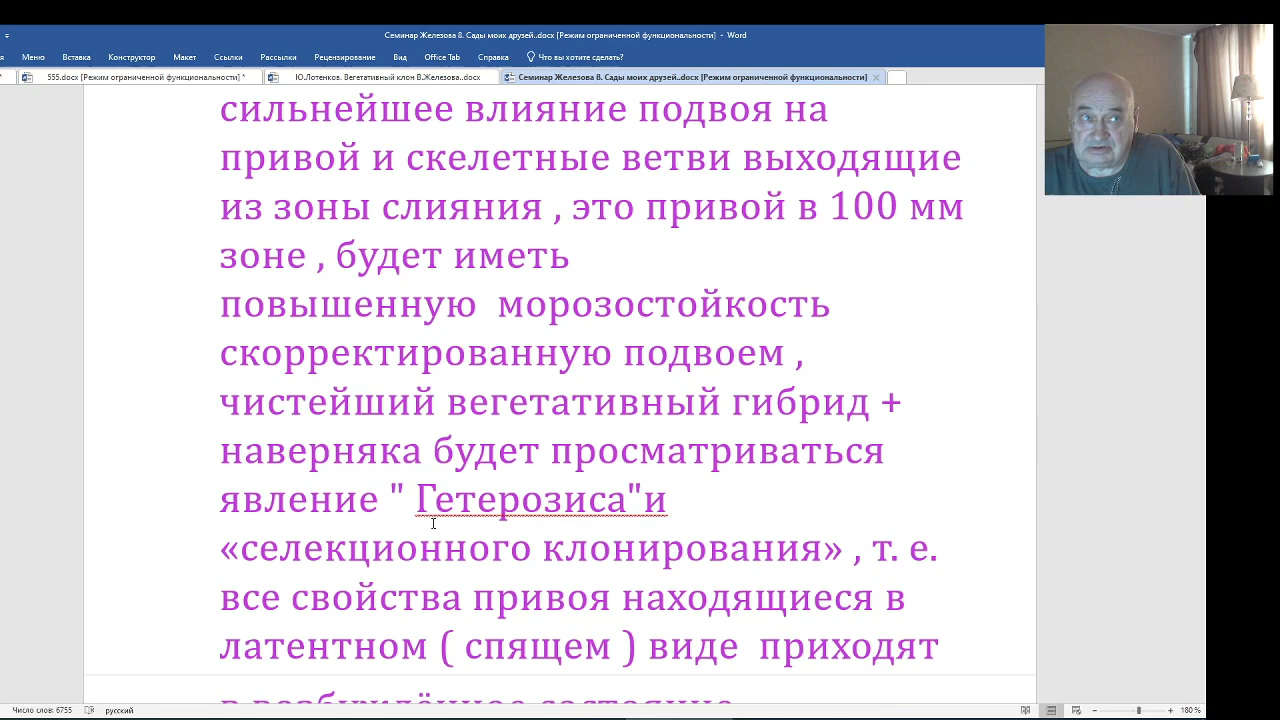 Семинар Железова 8. Сады моих друзей..docx [Режим ограниченной функциональности] - Word
Меню Вставка Конструктор Макет Ссылки Рассылки Рецензирование Вид Office Tab Справка Что вы хотите сделать?
555.docx [Режим ограниченной функциональности] * Ю.Лотенков. Вегетативный клон В.Железова..docx Семинар Железова 8. Сады моих друзей..docx [Режим ограниченной функциональности]
сильнейшее влияние подвоя на
привой и скелетные ветви выходящие
из зоны слияния , это привой в 100 мм
зоне , будет иметь
повышенную морозостойкость
скорректированную подвоем ,
чистейший вегетативный гибрид +
наверняка будет просматриваться
явление " Гетерозиса"и
«селекционного клонирования» , т. е.
все свойства привоя находящиеся в
латентном ( спящем ) виде приходят
в возбуждённое состояние
Число слов: 6755 русский 180 %